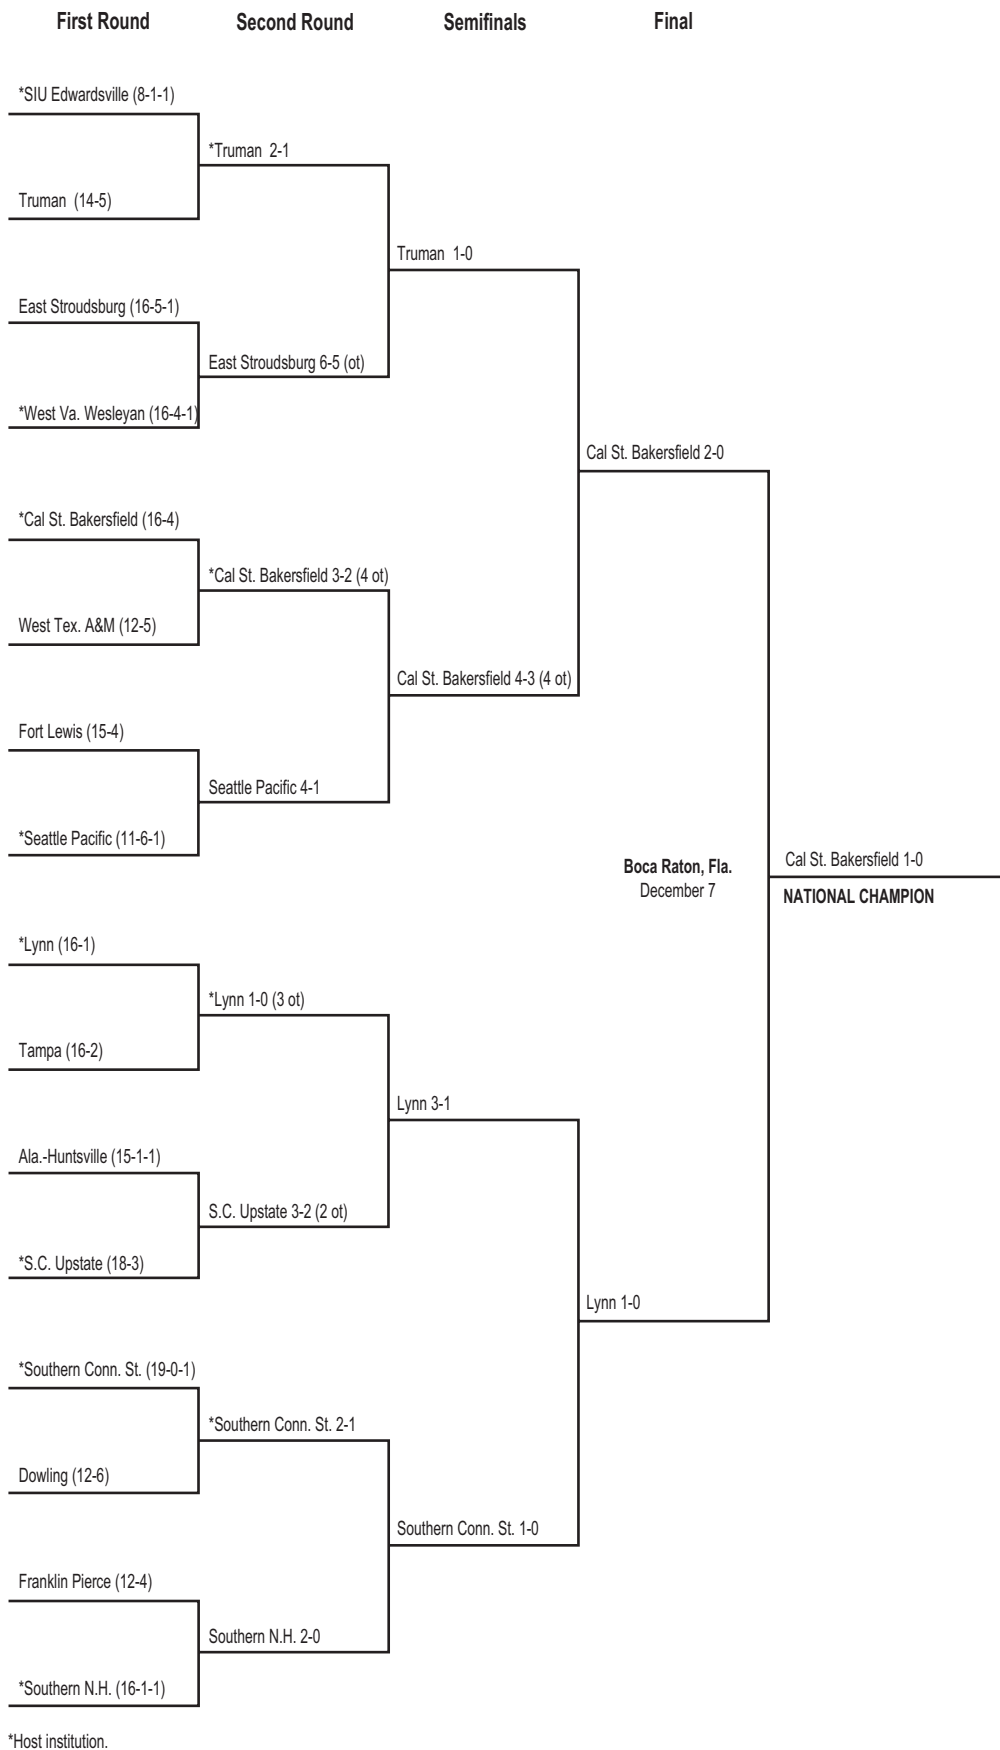 First Round Second Round Semifinals Final
*SIU Edwardsville (8-1-1)
*Truman 2-1
Truman (14-5)
Truman 1-0
East Stroudsburg (16-5-1)
East Stroudsburg 6-5 (ot)
*West Va. Wesleyan (16-4-1)
Cal St. Bakersfield 2-0
*Cal St. Bakersfield (16-4)
*Cal St. Bakersfield 3-2 (4 ot)
West Tex. A&M (12-5)
Cal St. Bakersfield 4-3 (4 ot)
Fort Lewis (15-4)
Seattle Pacific 4-1
*Seattle Pacific (11-6-1)
Cal St. Bakersfield 1-0
Boca Raton, Fla.
December 7
NATIONAL CHAMPION
*Lynn (16-1)
*Lynn 1-0 (3 ot)
Tampa (16-2)
Lynn 3-1
Ala.-Huntsville (15-1-1)
S.C. Upstate 3-2 (2 ot)
*S.C. Upstate (18-3)
Lynn 1-0
*Southern Conn. St. (19-0-1)
*Southern Conn. St. 2-1
Dowling (12-6)
Southern Conn. St. 1-0
Franklin Pierce (12-4)
Southern N.H. 2-0
*Southern N.H. (16-1-1)
*Host institution.